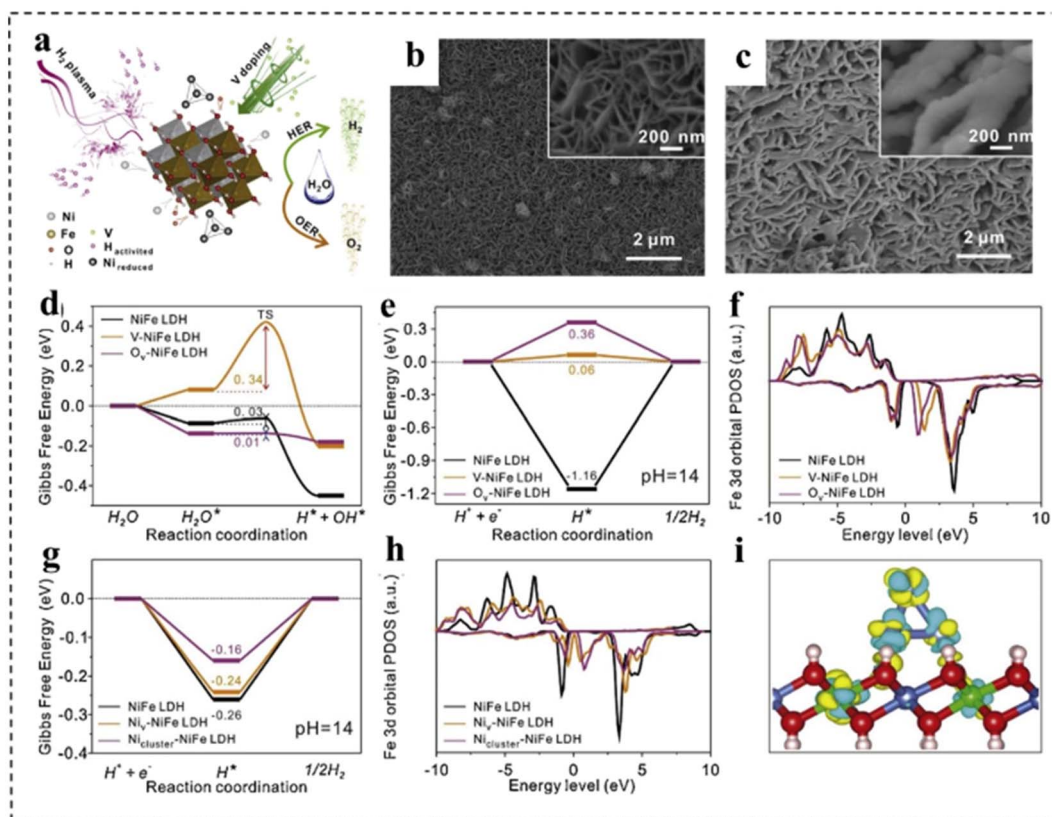 a
H2 plasma
V doping
HER
H2
H2O
OER
O2
Ni
Fe
O
H
V
Hactivited
Nireduced
b
200 nm
2 μm
c
200 nm
2 μm
d
NiFe LDH
V-NiFe LDH
Ov-NiFe LDH
TS
0.34
0.03
0.01
Gibbs Free Energy (eV)
0.4
0.2
0.0
-0.2
-0.4
H2O
H2O*
H* + OH*
Reaction coordination
e
0.36
0.06
-1.16
NiFe LDH
V-NiFe LDH
Ov-NiFe LDH
pH=14
Gibbs Free Energy (eV)
0.3
0.0
-0.3
-0.6
-0.9
-1.2
H* + e-
H*
1/2H2
Reaction coordination
f
Fe 3d orbital PDOS (a.u.)
NiFe LDH
V-NiFe LDH
Ov-NiFe LDH
-10
-5
0
5
10
Energy level (eV)
g
Gibbs Free Energy (eV)
0.0
-0.1
-0.2
-0.3
-0.4
-0.16
-0.24
-0.26
NiFe LDH
Niv-NiFe LDH
Nicluster-NiFe LDH
pH=14
H* + e-
H*
1/2H2
Reaction coordination
h
Fe 3d orbital PDOS (a.u.)
NiFe LDH
Niv-NiFe LDH
Nicluster-NiFe LDH
-10
-5
0
5
10
Energy level (eV)
i